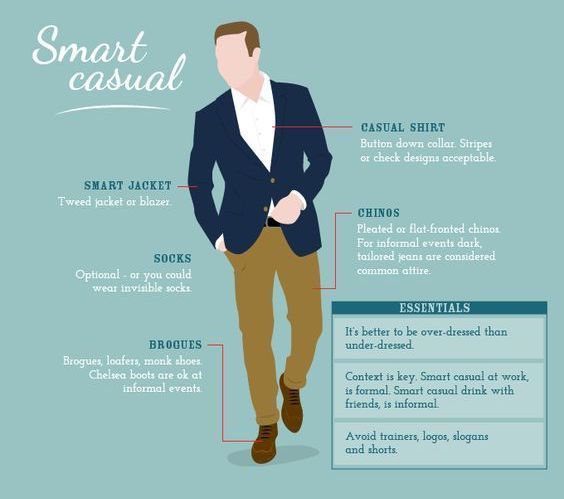 Smart
casual
CASUAL SHIRT
Button down collar. Stripes
or check designs acceptable.
SMART JACKET
Tweed jacket or blazer.
CHINOS
Pleated or flat-fronted chinos.
For informal events dark,
tailored jeans are considered
common attire.
SOCKS
Optional - or you could
wear invisible socks.
BROGUES
Brogues, loafers, monk shoes.
Chelsea boots are ok at
informal events.
ESSENTIALS
It's better to be over-dressed than
under-dressed.
Context is key. Smart casual at work,
is formal. Smart casual drink with
friends, is informal.
Avoid trainers, logos, slogans
and shorts.